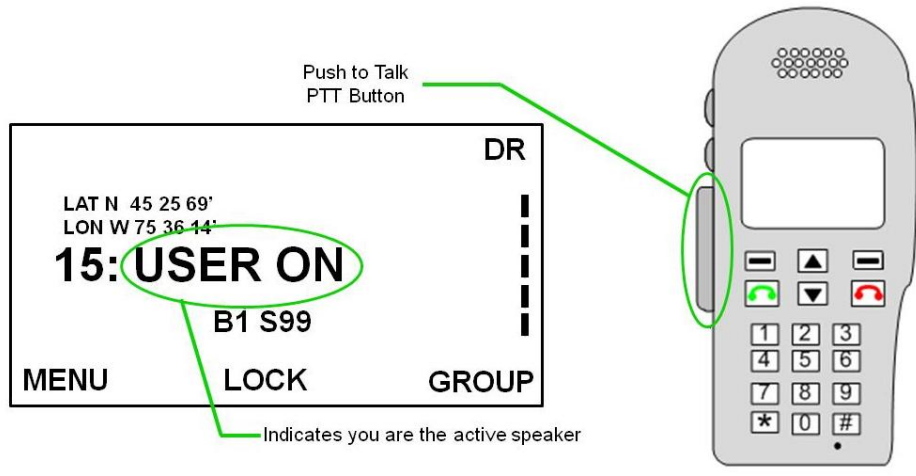 Push to Talk
PTT Button
DR
LAT N 45 25 69'
LON W 75 36 14'
15: USER ON
B1 S99
MENU LOCK GROUP
Indicates you are the active speaker
1 2 3
4 5 6
7 8 9
* 0 #